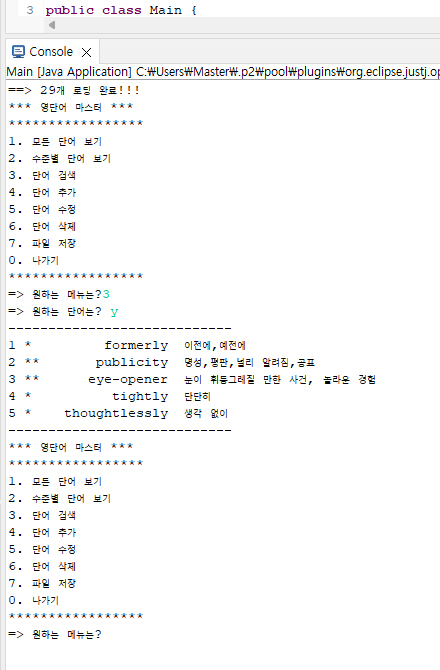 3 public class Main {
Console
Main [Java Application] C:₩Users₩Master₩.p2₩pool₩plugins₩org.eclipse.justj.op
==> 29개 로딩 완료!!!
*** 영단어 마스터 ***
*****************
1. 모든 단어 보기
2. 수준별 단어 보기
3. 단어 검색
4. 단어 추가
5. 단어 수정
6. 단어 삭제
7. 파일 저장
0. 나가기
*****************
=> 원하는 메뉴는?3
=> 원하는 단어는? y
----------------------------
1 * formerly 이전에,예전에
2 ** publicity 명성,평판,널리 알려짐,공표
3 ** eye-opener 눈이 휘둥그레질 만한 사건, 놀라운 경험
4 * tightly 단단히
5 * thoughtlessly 생각 없이
----------------------------
*** 영단어 마스터 ***
*****************
1. 모든 단어 보기
2. 수준별 단어 보기
3. 단어 검색
4. 단어 추가
5. 단어 수정
6. 단어 삭제
7. 파일 저장
0. 나가기
*****************
=> 원하는 메뉴는?